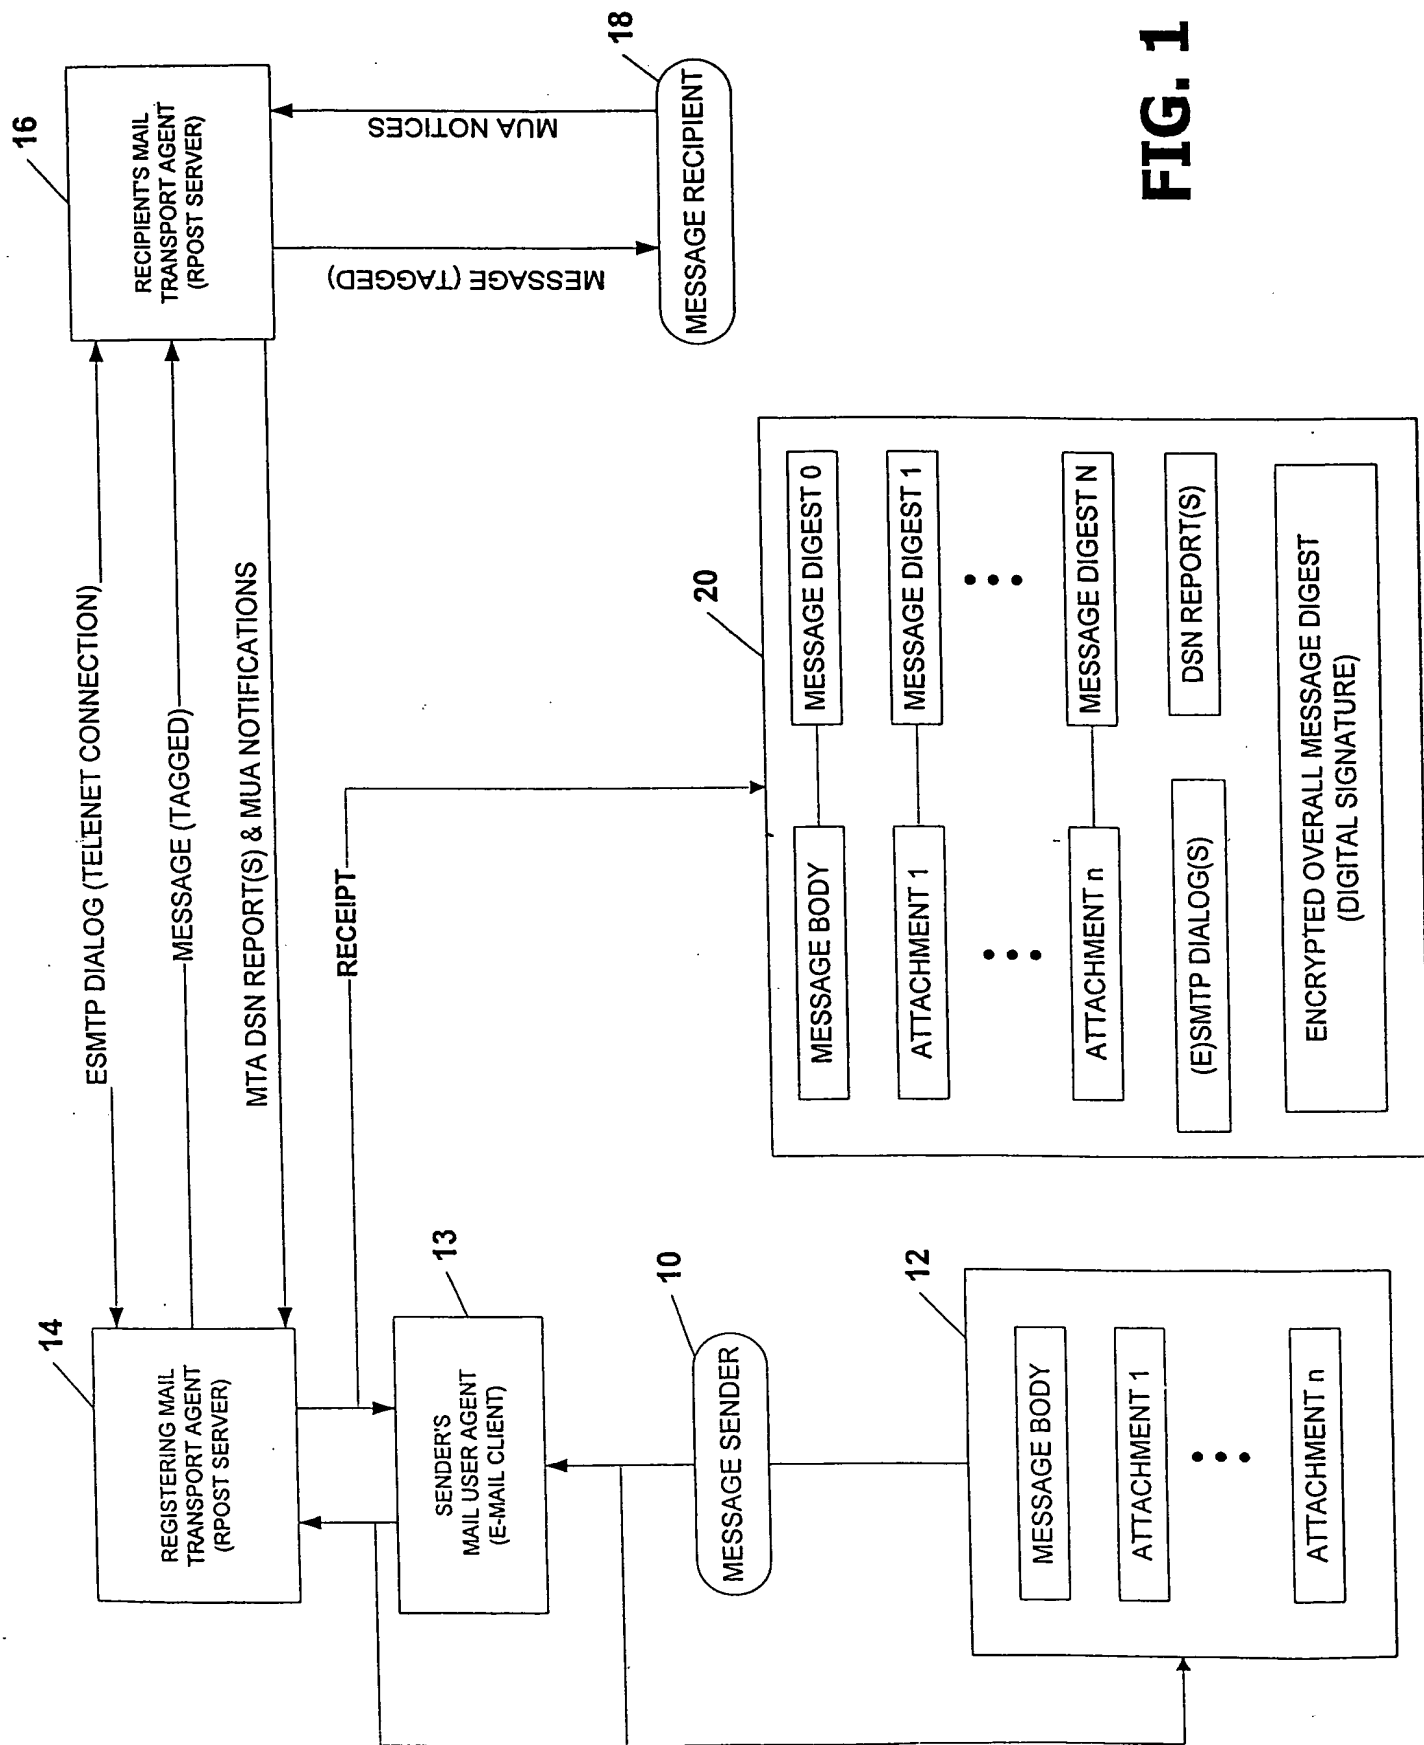 14
REGISTERING MAIL
TRANSPORT AGENT
(RPOST SERVER)
ESMTP DIALOG (TELENET CONNECTION)
MESSAGE (TAGGED)
MTA DSN REPORT(S) & MUA NOTIFICATIONS
16
RECIPIENT'S MAIL
TRANSPORT AGENT
(RPOST SERVER)
RECEIPT
13
SENDER'S
MAIL USER AGENT
(E-MAIL CLIENT)
MESSAGE (TAGGED)
MUA NOTICES
10
MESSAGE SENDER
18
MESSAGE RECIPIENT
12
MESSAGE BODY
ATTACHMENT 1
ATTACHMENT n
20
MESSAGE BODY
MESSAGE DIGEST 0
ATTACHMENT 1
MESSAGE DIGEST 1
ATTACHMENT n
MESSAGE DIGEST N
(E)SMTP DIALOG(S)
DSN REPORT(S)
ENCRYPTED OVERALL MESSAGE DIGEST
(DIGITAL SIGNATURE)
FIG. 1